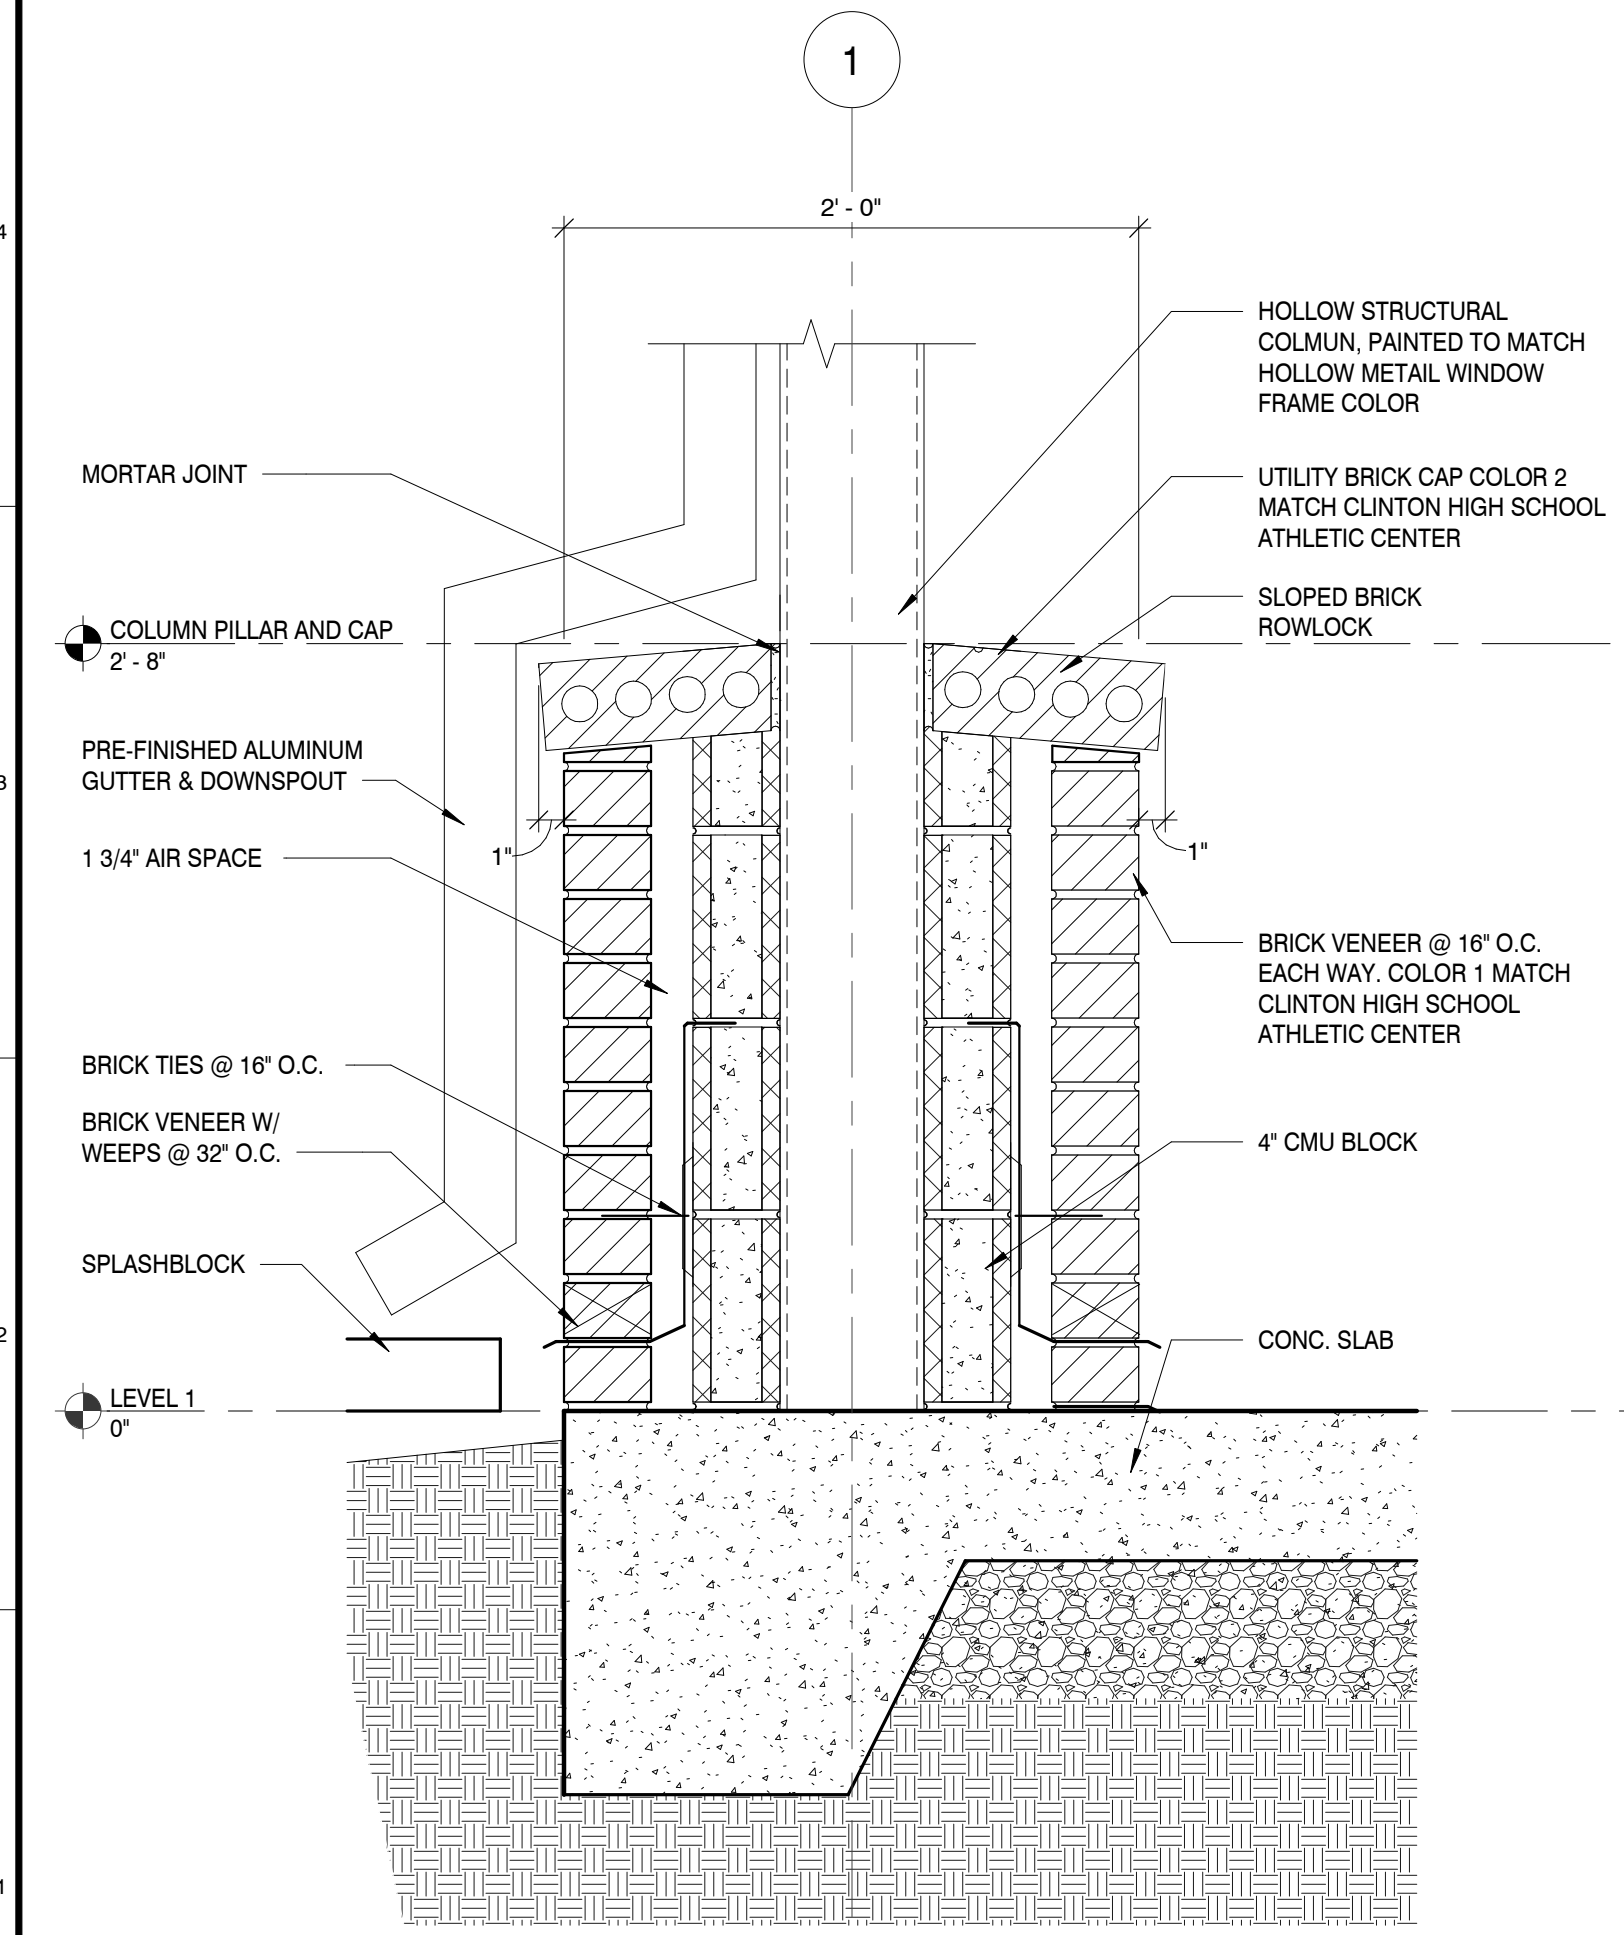 1
2' - 0"
4
HOLLOW STRUCTURAL
COLMUN, PAINTED TO MATCH
HOLLOW METAIL WINDOW
FRAME COLOR
MORTAR JOINT
UTILITY BRICK CAP COLOR 2
MATCH CLINTON HIGH SCHOOL
ATHLETIC CENTER
SLOPED BRICK
ROWLOCK
COLUMN PILLAR AND CAP
2' - 8"
PRE-FINISHED ALUMINUM
GUTTER & DOWNSPOUT
3
1"
1"
1 3/4" AIR SPACE
BRICK VENEER @ 16" O.C.
EACH WAY. COLOR 1 MATCH
CLINTON HIGH SCHOOL
ATHLETIC CENTER
BRICK TIES @ 16" O.C.
BRICK VENEER W/
WEEPS @ 32" O.C.
4" CMU BLOCK
SPLASHBLOCK
2
CONC. SLAB
LEVEL 1
0"
1